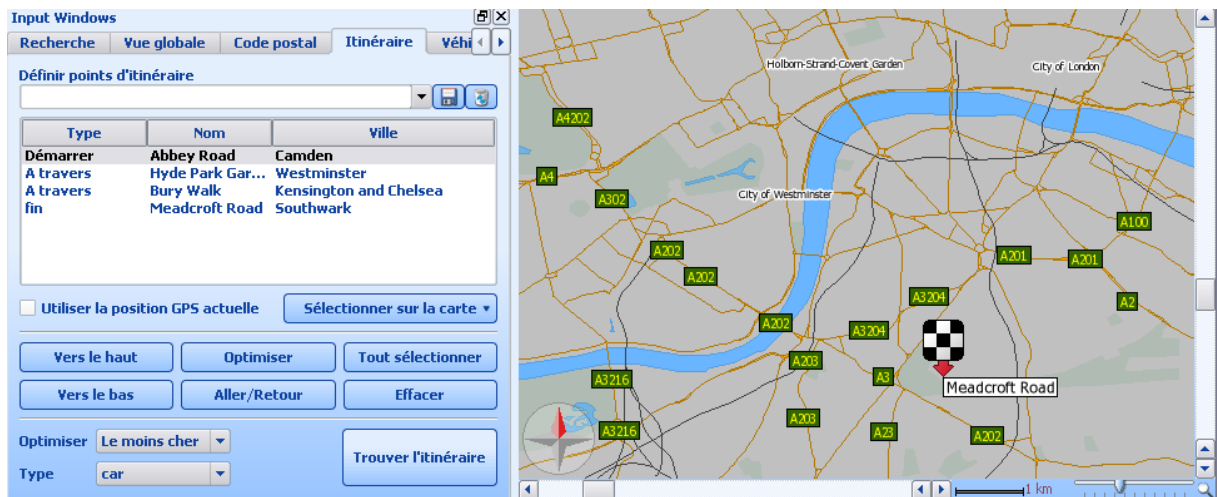 Input Windows
Recherche Vue globale Code postal Itinéraire Véhi
Définir points d'itinéraire
Type Nom Ville
Démarrer Abbey Road Camden
A travers Hyde Park Gar... Westminster
A travers Bury Walk Kensington and Chelsea
fin Meadcroft Road Southwark
Utiliser la position GPS actuelle Sélectionner sur la carte
Vers le haut Optimiser Tout sélectionner
Vers le bas Aller/Retour Effacer
Optimiser Le moins cher
Type car
Trouver l'itinéraire
Holborn-Strand-Covent Garden
City of London
A4202
A4
A302
City of Westminster
A100
A202
A201
A201
A202
A3204
A2
A202
A3204
A203
A3216
A3
Meadcroft Road
A203
A3216
A23
A202
1 km